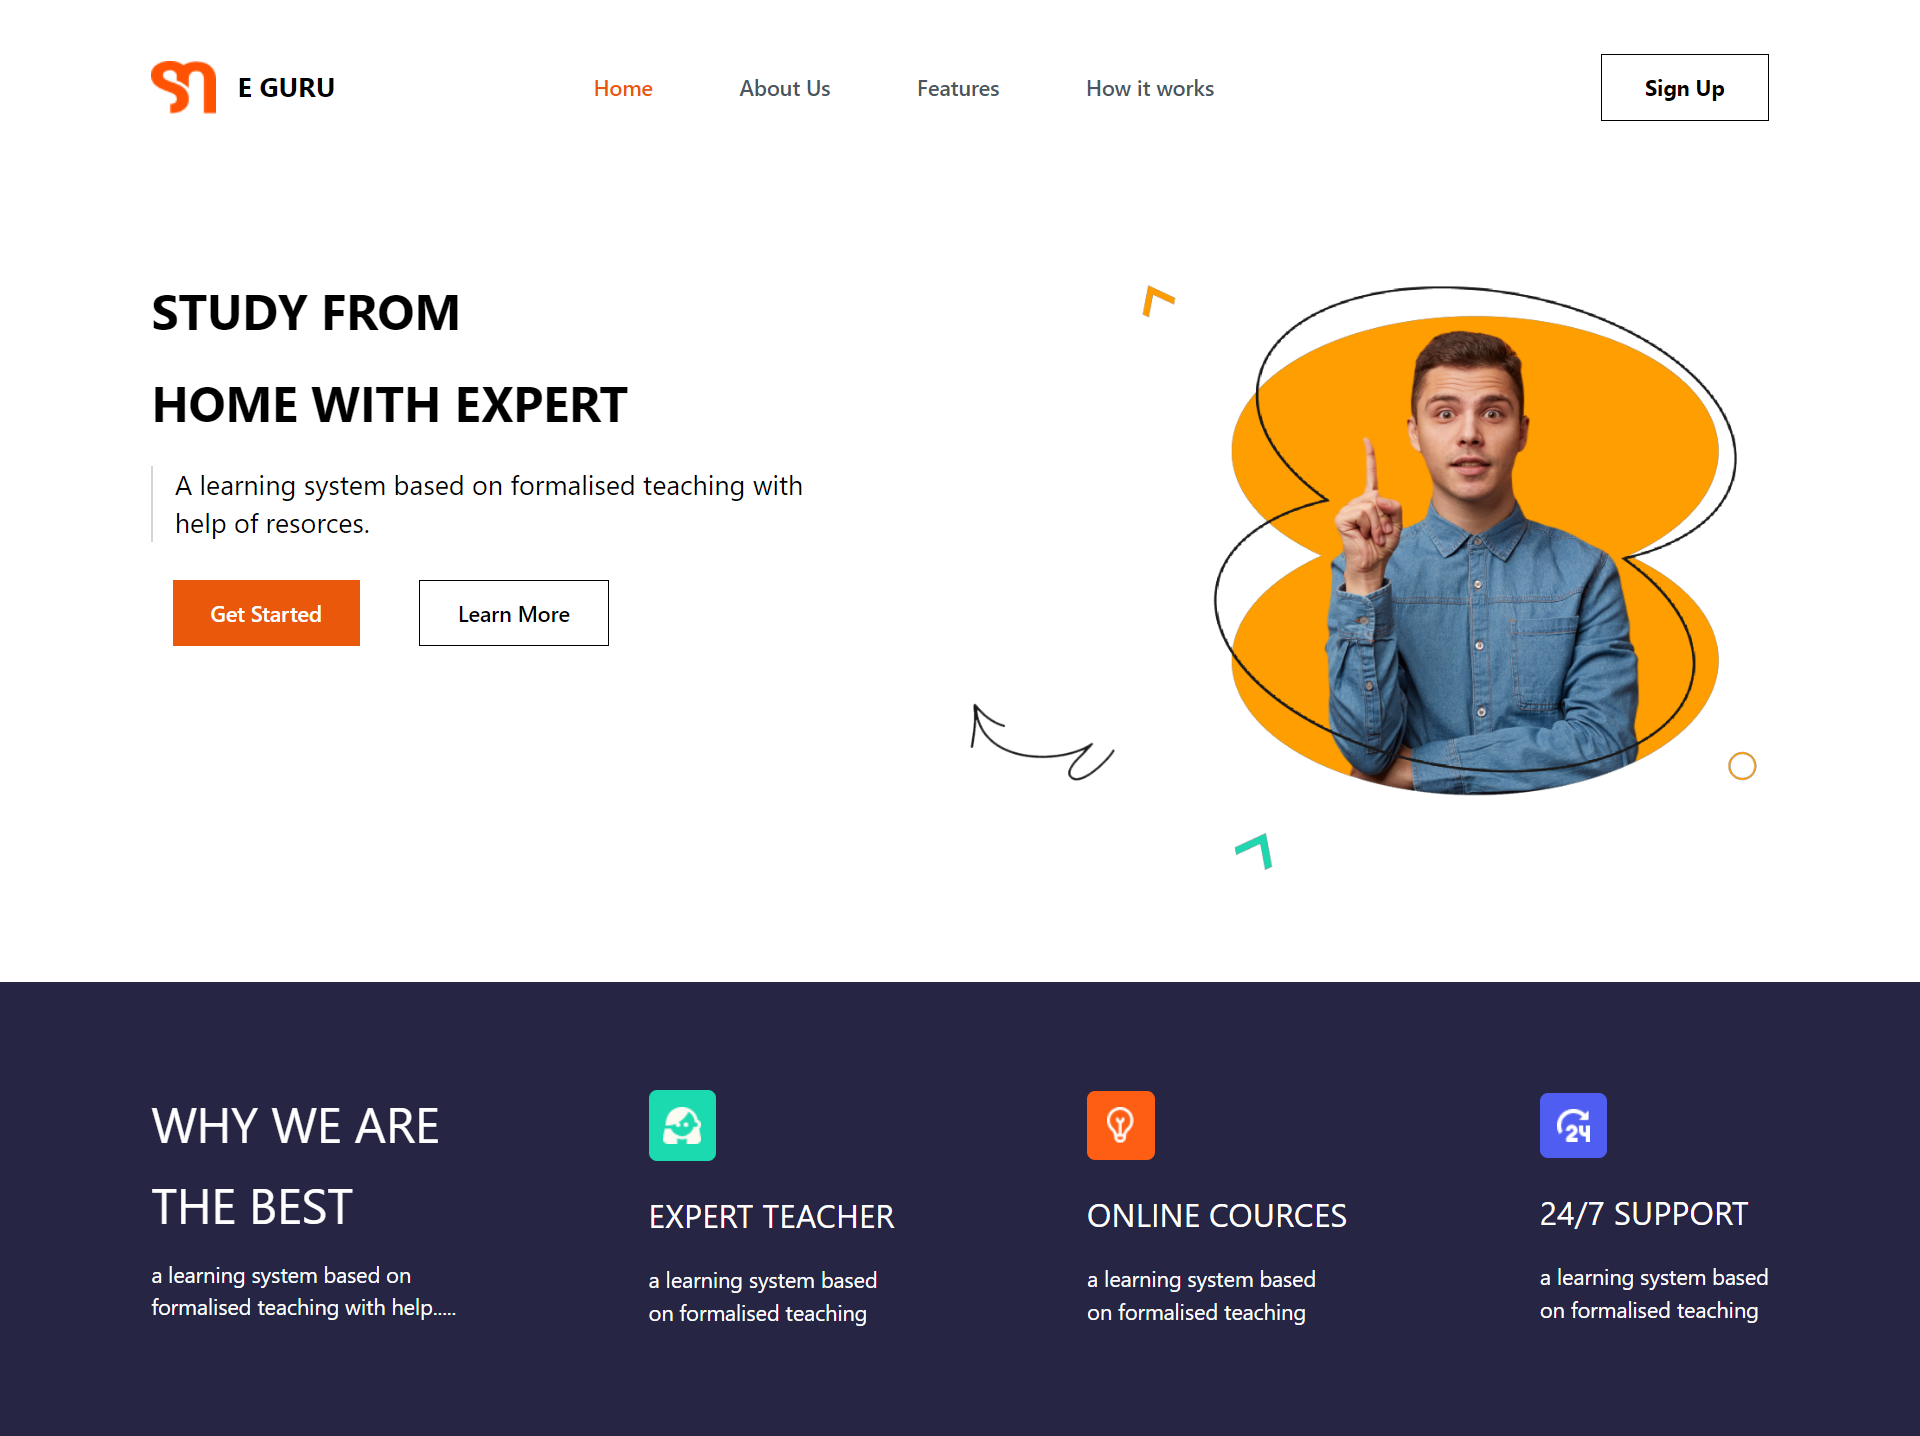 E GURU
Home
About Us
Features
How it works
Sign Up
STUDY FROM
HOME WITH EXPERT
A learning system based on formalised teaching with
help of resorces.
Get Started
Learn More
WHY WE ARE
THE BEST
a learning system based on
formalised teaching with help.....
EXPERT TEACHER
a learning system based
on formalised teaching
ONLINE COURCES
a learning system based
on formalised teaching
24
24/7 SUPPORT
a learning system based
on formalised teaching